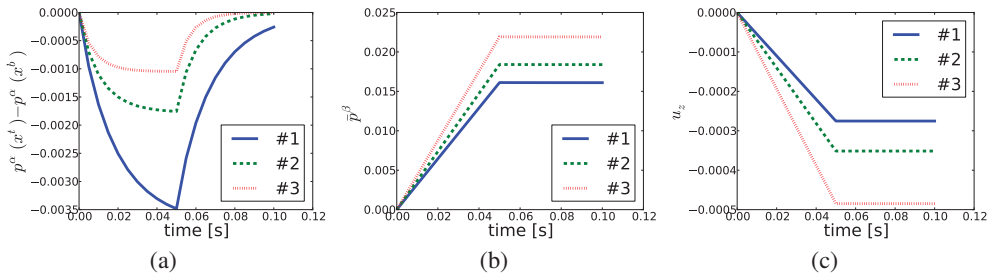 0.0000
−0.0005
−0.0010
−0.0015
−0.0020
−0.0025
−0.0030
−0.0035
0.00 0.02 0.04 0.06 0.08 0.10 0.12
time [s]
p^α (x^t) − p^α (x^b)
#1
#2
#3
(a)
0.025
0.020
0.015
0.010
0.005
0.000
0.00 0.02 0.04 0.06 0.08 0.10 0.12
time [s]
p̄^β
#1
#2
#3
(b)
0.0000
−0.0001
−0.0002
−0.0003
−0.0004
−0.0005
0.00 0.02 0.04 0.06 0.08 0.10 0.12
time [s]
u_z
#1
#2
#3
(c)